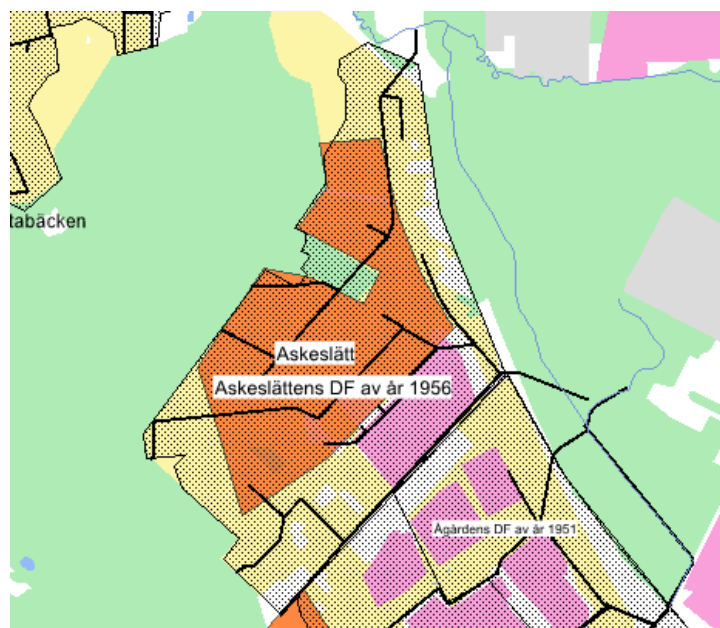 tabäcken
Askeslätt
Askeslättens DF av år 1956
Ågårdens DF av år 1951